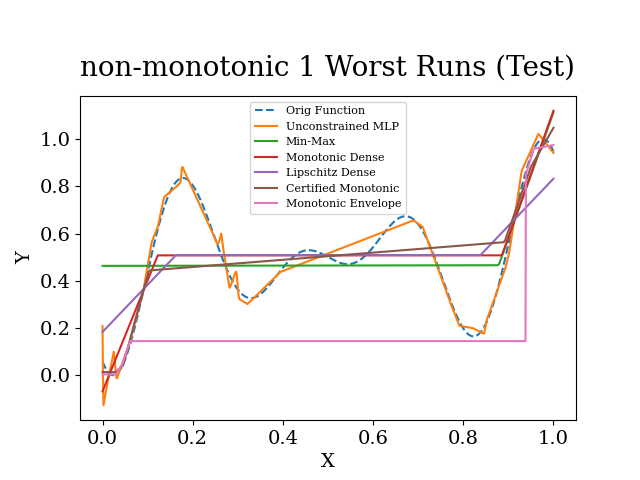 non-monotonic 1 Worst Runs (Test)
Orig Function
Unconstrained MLP
Min-Max
Monotonic Dense
Lipschitz Dense
Certified Monotonic
Monotonic Envelope
1.0
0.8
0.6
0.4
0.2
0.0
Y
0.0 0.2 0.4 0.6 0.8 1.0
X